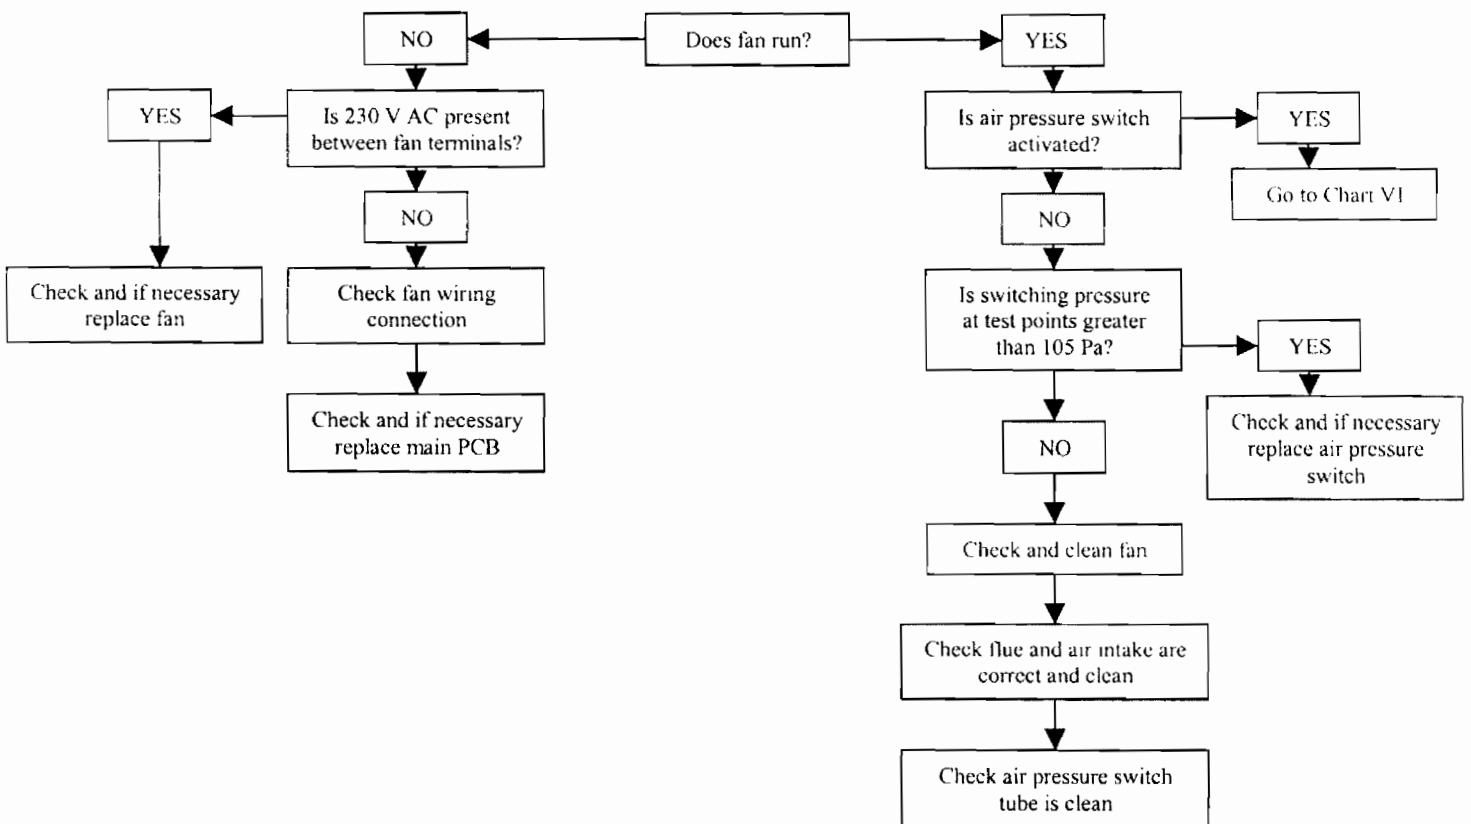 Does fan run?
NO
YES
Is 230 V AC present
between fan terminals?
YES
NO
Check and if necessary
replace fan
Check fan wiring
connection
Check and if necessary
replace main PCB
Is air pressure switch
activated?
YES
Go to Chart VI
NO
Is switching pressure
at test points greater
than 105 Pa?
YES
Check and if necessary
replace air pressure
switch
NO
Check and clean fan
Check flue and air intake are
correct and clean
Check air pressure switch
tube is clean